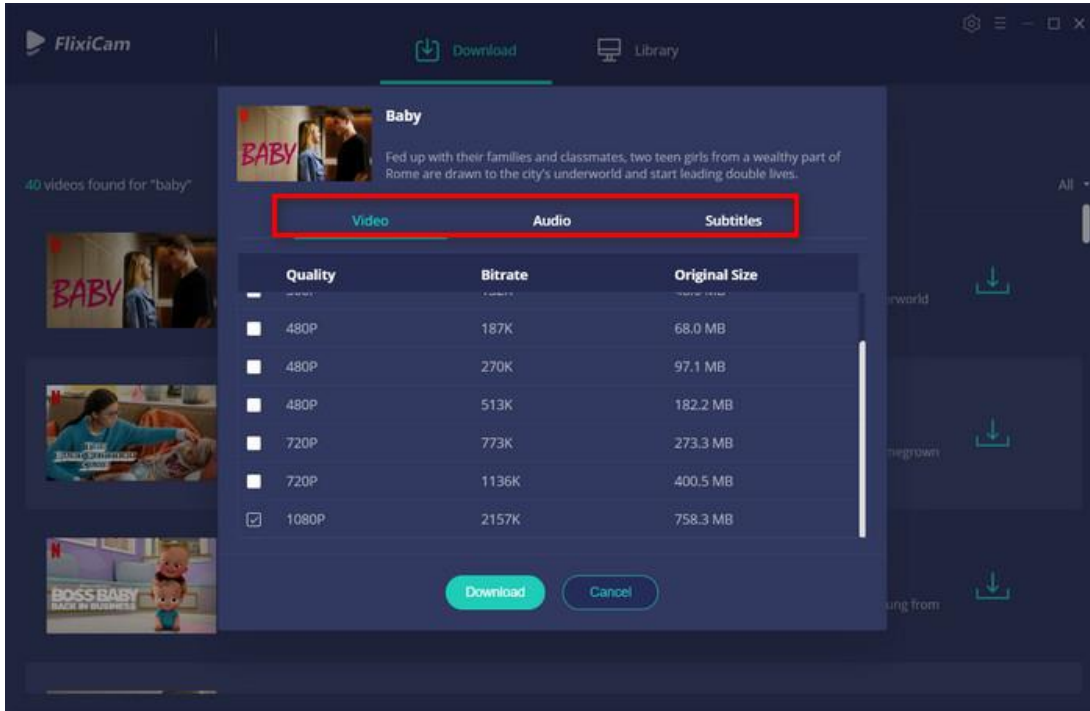 FlixiCam
Download
Library
Baby
Fed up with their families and classmates, two teen girls from a wealthy part of
Rome are drawn to the city's underworld and start leading double lives.
BABY
40 videos found for "baby"
All
Video Audio Subtitles
Quality Bitrate Original Size
480P 187K 68.0 MB
480P 270K 97.1 MB
480P 513K 182.2 MB
720P 773K 273.3 MB
720P 1136K 400.5 MB
1080P 2157K 758.3 MB
Download Cancel
BABY
erworld
megrown
BOSS BABY
BACK IN BUSINESS
ung from